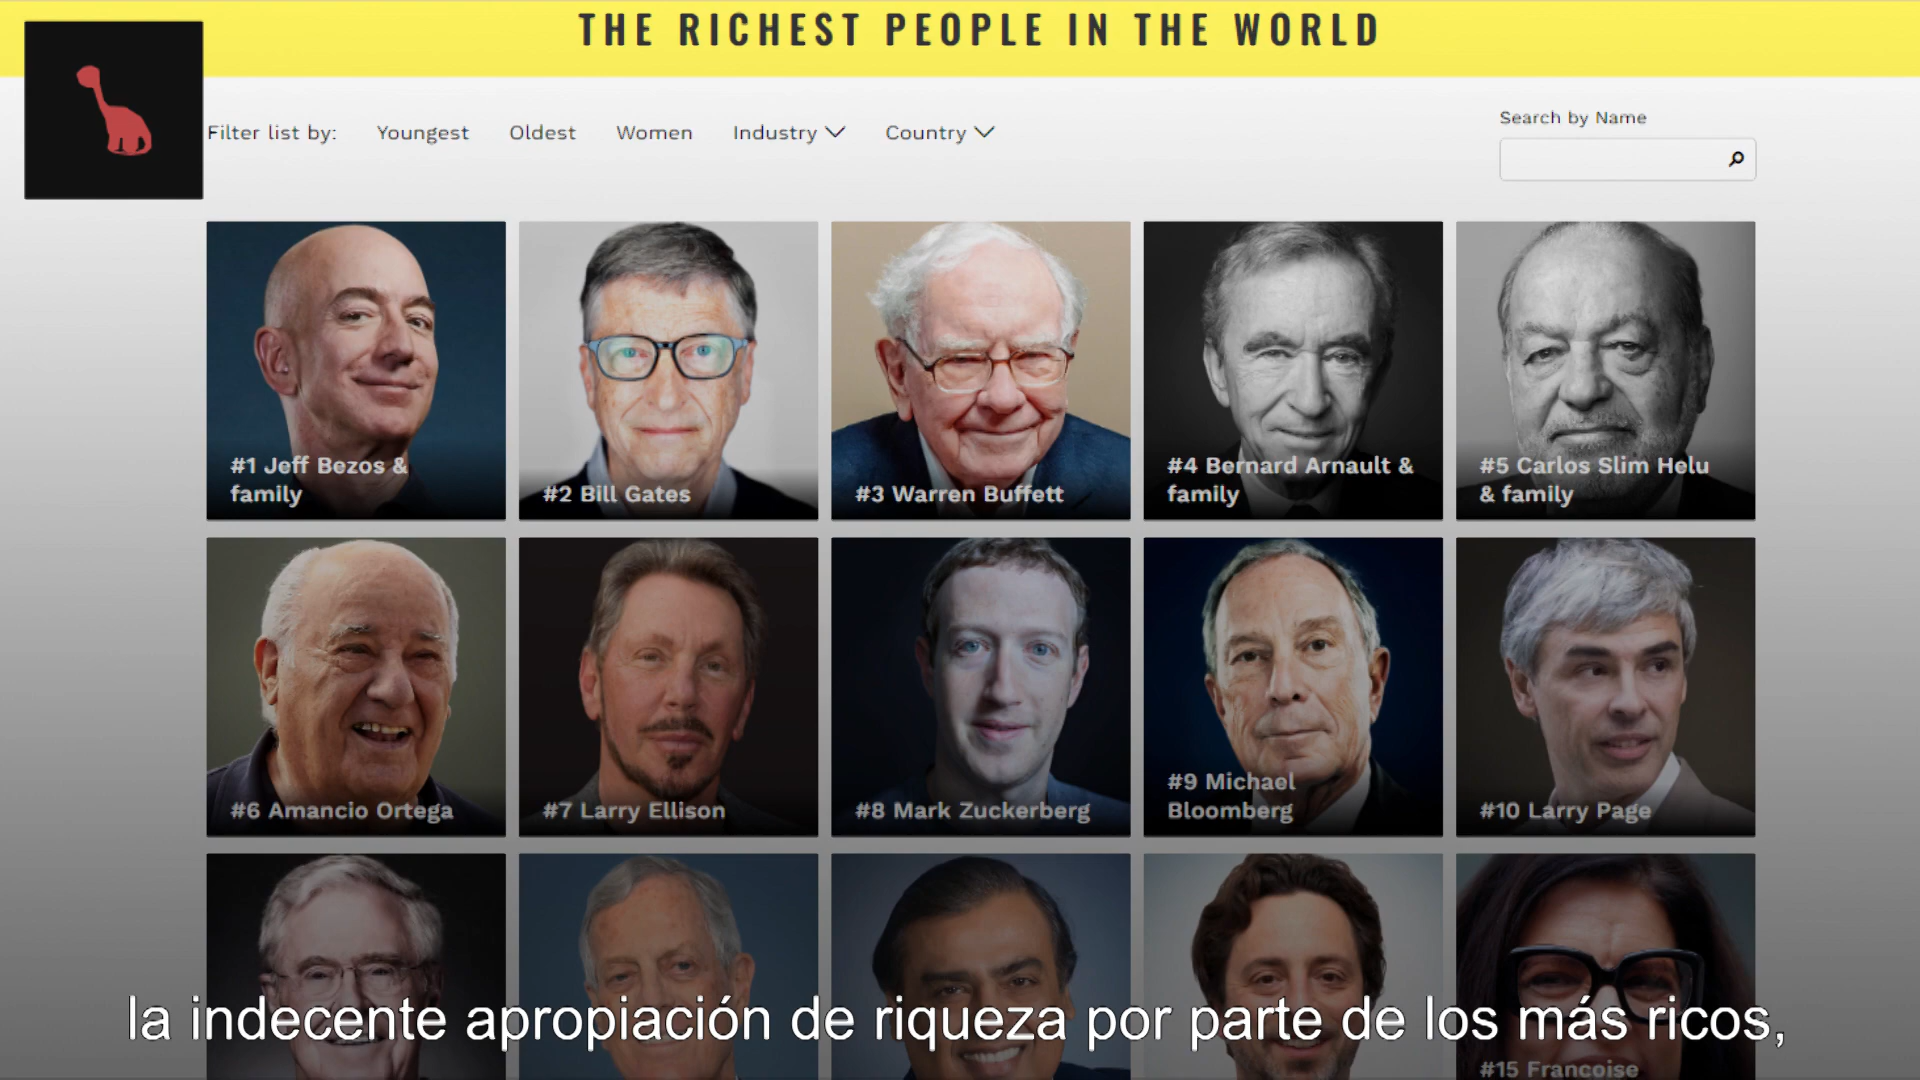 THE RICHEST PEOPLE IN THE WORLD
Search by Name
Filter list by: Youngest Oldest Women Industry Country
#1 Jeff Bezos &
family
#2 Bill Gates
#3 Warren Buffett
#4 Bernard Arnault &
family
#5 Carlos Slim Helu
& family
#6 Amancio Ortega
#7 Larry Ellison
#8 Mark Zuckerberg
#9 Michael
Bloomberg
#10 Larry Page
la indecente apropiación de riqueza por parte de los más ricos,
#15 Francoise